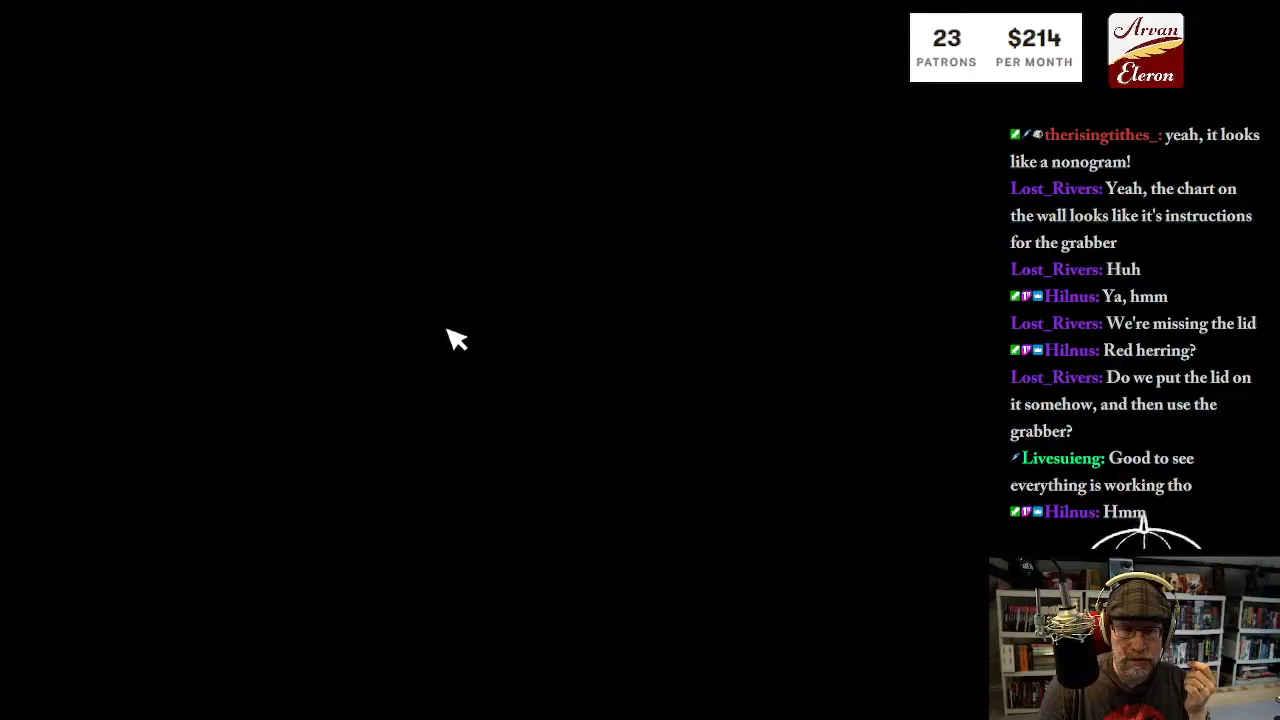 23
$214
PATRONS
PER MONTH
Arvan
Eleron
therisingtithes_: yeah, it looks
like a nonogram!
Lost_Rivers: Yeah, the chart on
the wall looks like it's instructions
for the grabber
Lost_Rivers: Huh
Hilnus: Ya, hmm
Lost_Rivers: We're missing the lid
Hilnus: Red herring?
Lost_Rivers: Do we put the lid on
it somehow, and then use the
grabber?
Livesuieng: Good to see
everything is working tho
Hilnus: Hmm